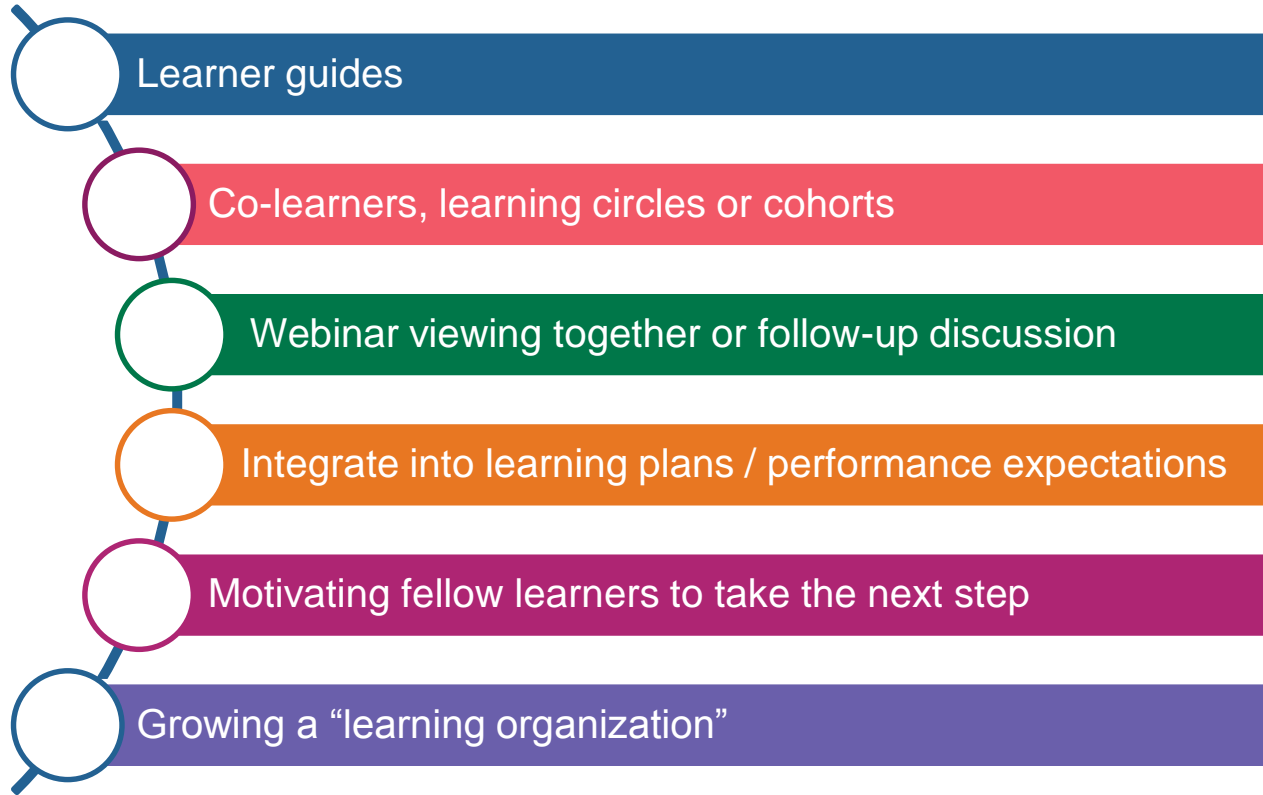 Learner guides
Co-learners, learning circles or cohorts
Webinar viewing together or follow-up discussion
Integrate into learning plans / performance expectations
Motivating fellow learners to take the next step
Growing a “learning organization”